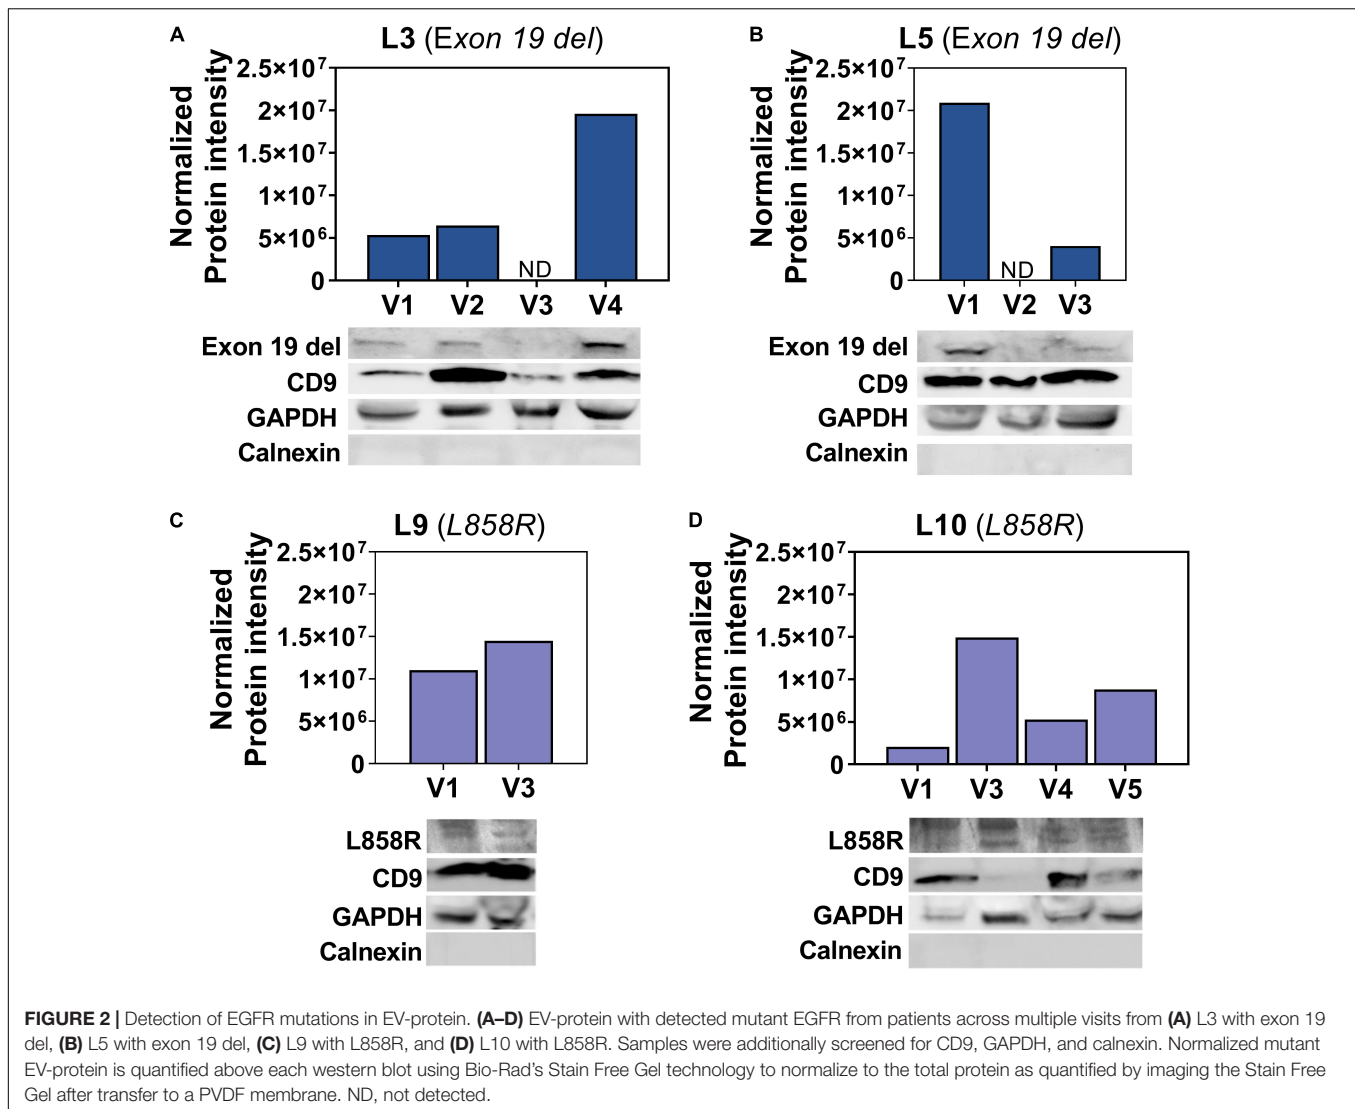 A
L3 (Exon 19 del)
Normalized
Protein intensity
2.5×10⁷
2×10⁷
1.5×10⁷
1×10⁷
5×10⁶
0
ND
V1 V2 V3 V4
Exon 19 del
CD9
GAPDH
Calnexin
B
L5 (Exon 19 del)
Normalized
Protein intensity
2.5×10⁷
2×10⁷
1.5×10⁷
1×10⁷
5×10⁶
0
ND
V1 V2 V3
Exon 19 del
CD9
GAPDH
Calnexin
C
L9 (L858R)
Normalized
Protein intensity
2.5×10⁷
2×10⁷
1.5×10⁷
1×10⁷
5×10⁶
0
V1 V3
L858R
CD9
GAPDH
Calnexin
D
L10 (L858R)
Normalized
Protein intensity
2.5×10⁷
2×10⁷
1.5×10⁷
1×10⁷
5×10⁶
0
V1 V3 V4 V5
L858R
CD9
GAPDH
Calnexin
FIGURE 2 | Detection of EGFR mutations in EV-protein. (A–D) EV-protein with detected mutant EGFR from patients across multiple visits from (A) L3 with exon 19
del, (B) L5 with exon 19 del, (C) L9 with L858R, and (D) L10 with L858R. Samples were additionally screened for CD9, GAPDH, and calnexin. Normalized mutant
EV-protein is quantified above each western blot using Bio-Rad's Stain Free Gel technology to normalize to the total protein as quantified by imaging the Stain Free
Gel after transfer to a PVDF membrane. ND, not detected.